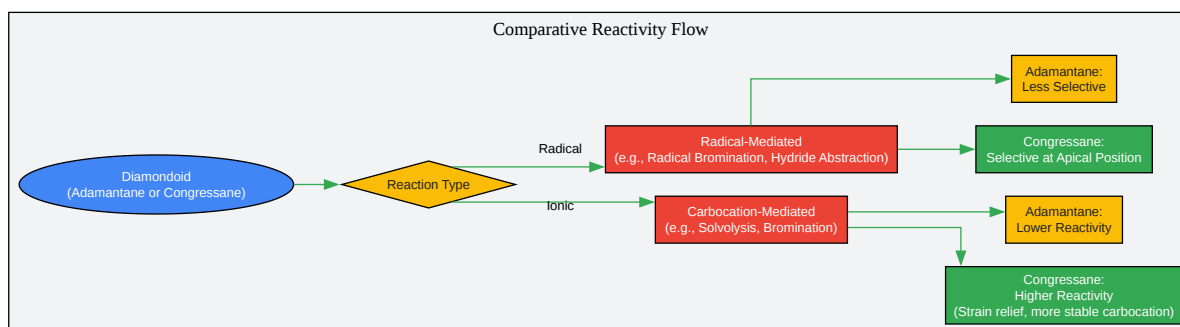 Comparative Reactivity Flow
Adamantane:
Less Selective
Radical
Radical-Mediated
(e.g., Radical Bromination, Hydride Abstraction)
Congressane:
Selective at Apical Position
Diamondoid
(Adamantane or Congressane)
Reaction Type
Ionic
Carbocation-Mediated
(e.g., Solvolysis, Bromination)
Adamantane:
Lower Reactivity
Congressane:
Higher Reactivity
(Strain relief, more stable carbocation)